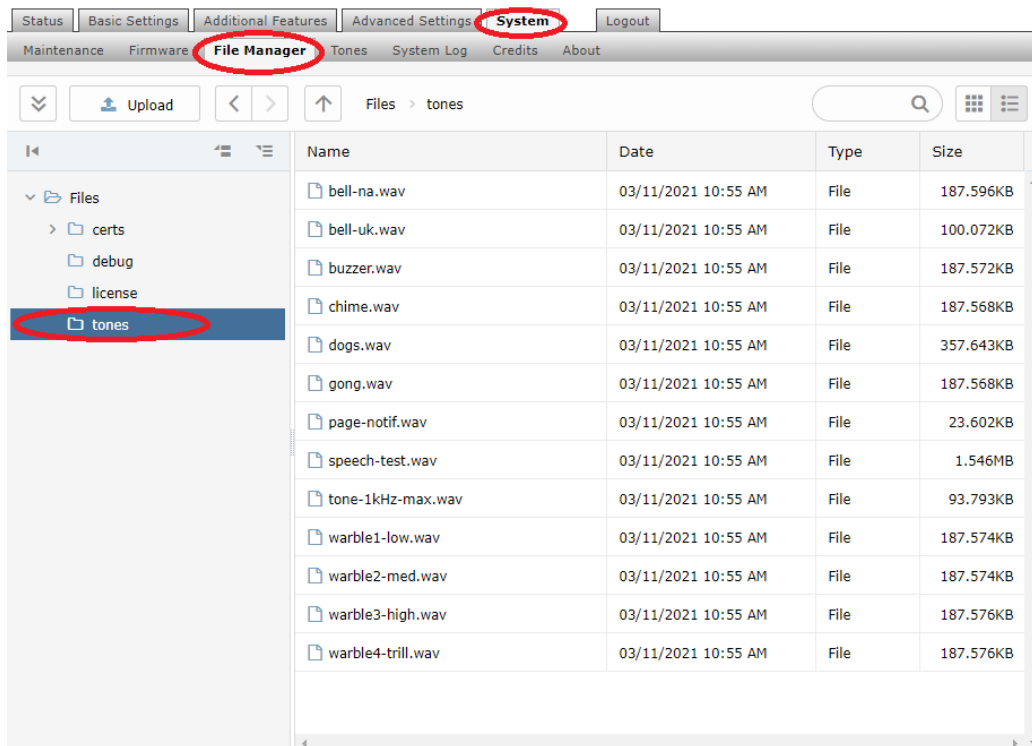 Status Basic Settings Additional Features Advanced Settings System Logout
Maintenance Firmware File Manager Tones System Log Credits About
Upload Files > tones
Name Date Type Size
Files
certs
debug
license
tones
bell-na.wav 03/11/2021 10:55 AM File 187.596KB
bell-uk.wav 03/11/2021 10:55 AM File 100.072KB
buzzer.wav 03/11/2021 10:55 AM File 187.572KB
chime.wav 03/11/2021 10:55 AM File 187.568KB
dogs.wav 03/11/2021 10:55 AM File 357.643KB
gong.wav 03/11/2021 10:55 AM File 187.568KB
page-notif.wav 03/11/2021 10:55 AM File 23.602KB
speech-test.wav 03/11/2021 10:55 AM File 1.546MB
tone-1kHz-max.wav 03/11/2021 10:55 AM File 93.793KB
warble1-low.wav 03/11/2021 10:55 AM File 187.574KB
warble2-med.wav 03/11/2021 10:55 AM File 187.574KB
warble3-high.wav 03/11/2021 10:55 AM File 187.576KB
warble4-trill.wav 03/11/2021 10:55 AM File 187.576KB